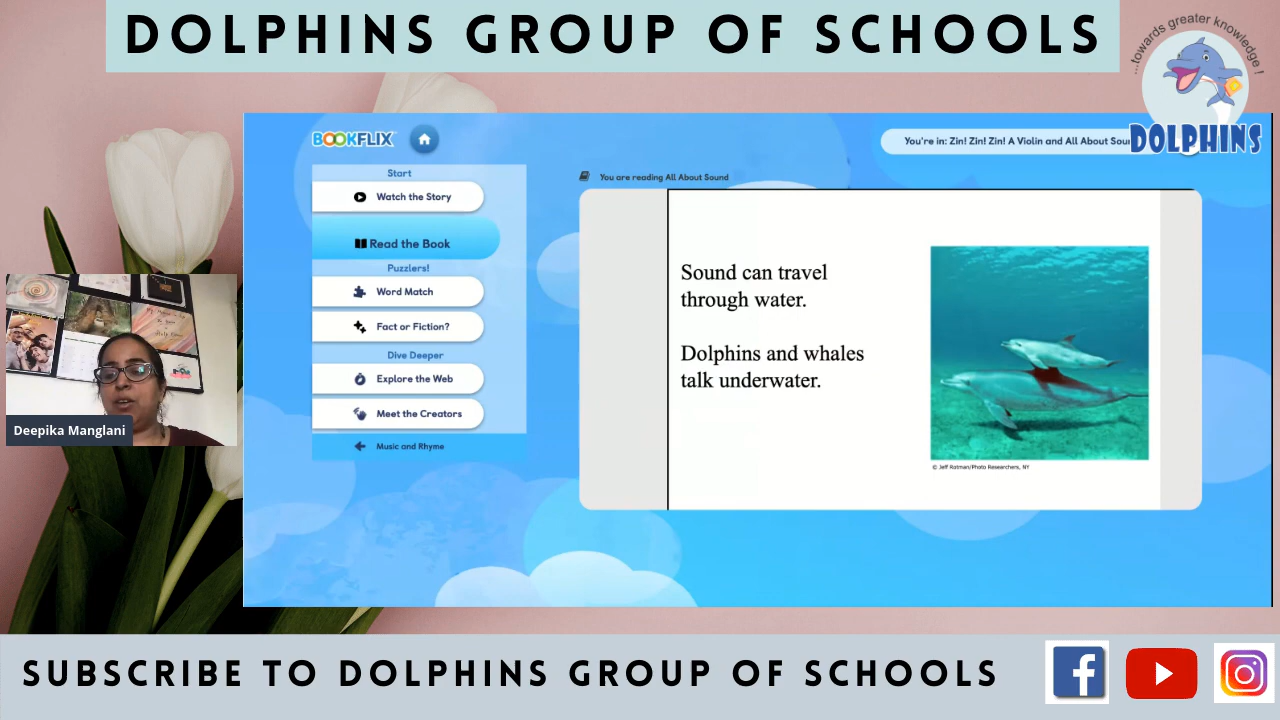 DOLPHINS GROUP OF SCHOOLS
...towards greater knowledge !
DOLPHINS
BOOKFLIX
You're in: Zin! Zin! Zin! A Violin and All About Sou
Start
Watch the Story
Read the Book
Puzzlers!
Word Match
Fact or Fiction?
Dive Deeper
Explore the Web
Meet the Creators
Music and Rhyme
You are reading All About Sound
Sound can travel
through water.
Dolphins and whales
talk underwater.
© Jeff Rotman/Photo Researchers, NY
Deepika Manglani
SUBSCRIBE TO DOLPHINS GROUP OF SCHOOLS